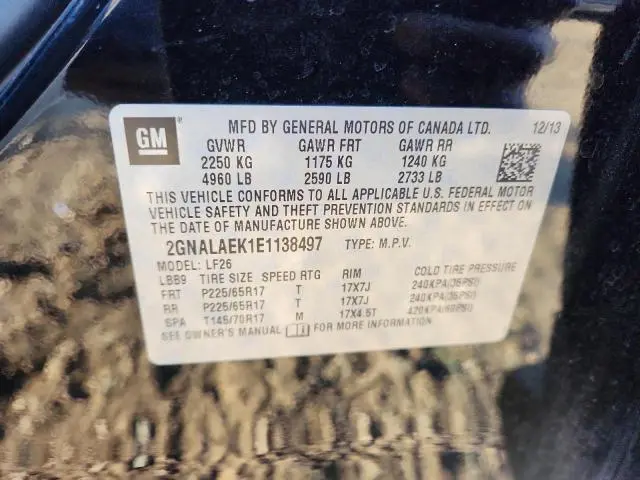 GM
MFD BY GENERAL MOTORS OF CANADA LTD. 12/13
GVWR GAWR FRT GAWR RR
2250 KG 1175 KG 1240 KG
4960 LB 2590 LB 2733 LB
THIS VEHICLE CONFORMS TO ALL APPLICABLE U.S. FEDERAL MOTOR
VEHICLE SAFETY AND THEFT PREVENTION STANDARDS IN EFFECT ON
THE DATE OF MANUFACTURE SHOWN ABOVE.
2GNALAEK1E1138497 TYPE: M.P.V.
MODEL: LF26
LBB9 TIRE SIZE SPEED RTG RIM COLD TIRE PRESSURE
FRT P225/65R17 T 17X7J 240KPA(35PSI)
RR P225/65R17 T 17X7J 240KPA(35PSI)
SPA T145/70R17 M 17X4.5T 420KPA(60PSI)
SEE OWNER'S MANUAL FOR MORE INFORMATION